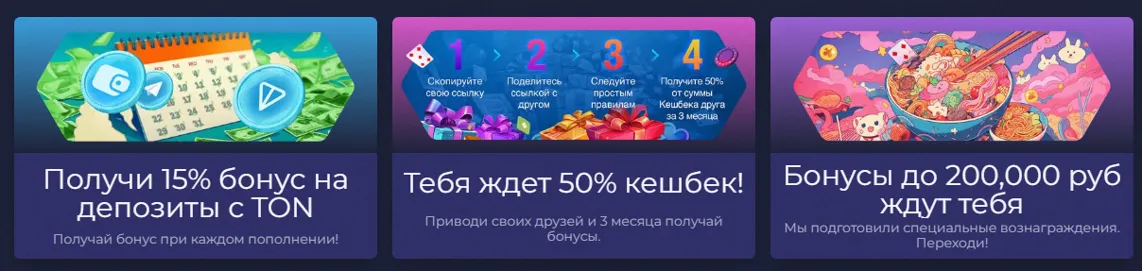 1
2
3
4
Скопируйте
свою ссылку
Поделитесь
ссылкой с
другом
Следуйте
простым
правилам
Получите 50%
от суммы
Кешбека друга
за 3 месяца
Получи 15% бонус на
депозиты с TON
Получай бонус при каждом пополнении!
Тебя ждет 50% кешбек!
Приводи своих друзей и 3 месяца получай
бонусы.
Бонусы до 200,000 руб
ждут тебя
Мы подготовили специальные вознаграждения.
Переходи!